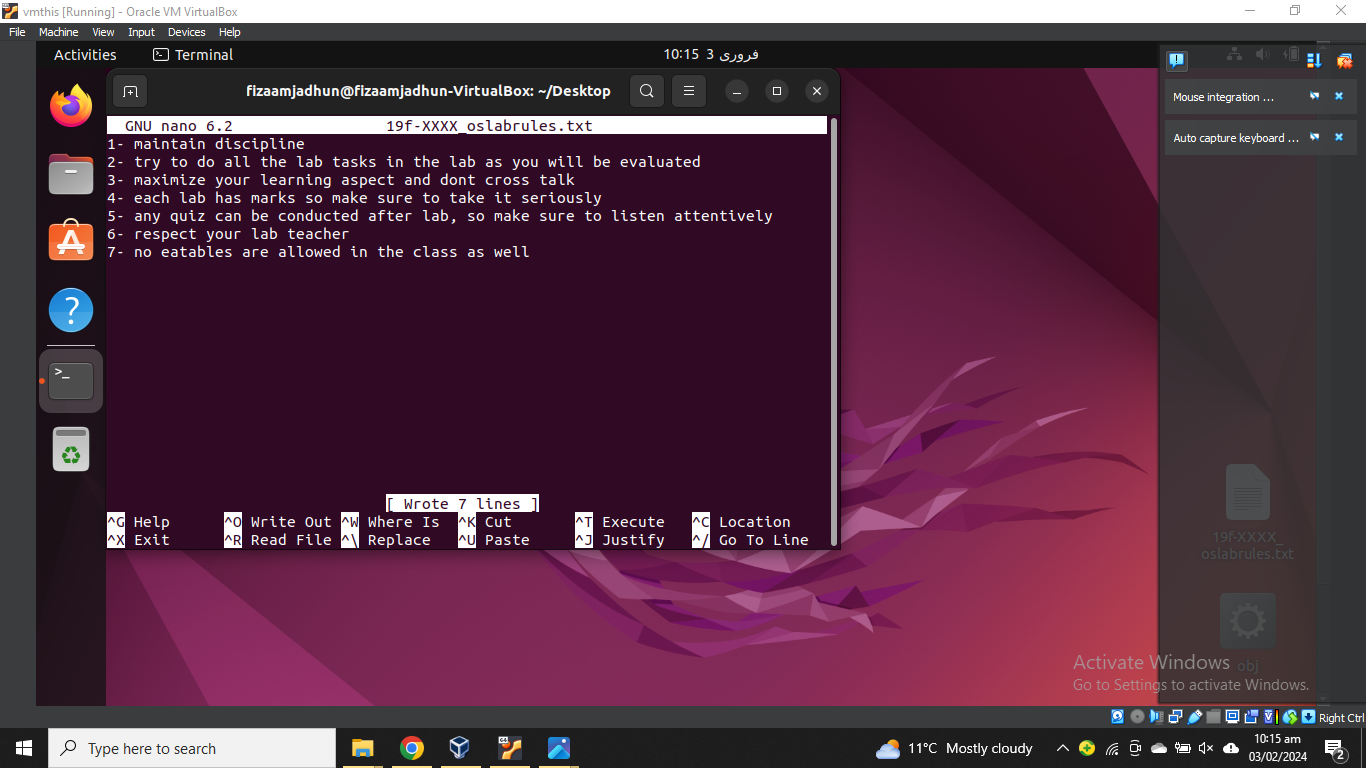 vmthis [Running] - Oracle VM VirtualBox
File Machine View Input Devices Help
Activities Terminal 10:15 3 فروری
fizaamjadhun@fizaamjadhun-VirtualBox: ~/Desktop
GNU nano 6.2 19f-XXXX_oslabrules.txt
1- maintain discipline
2- try to do all the lab tasks in the lab as you will be evaluated
3- maximize your learning aspect and dont cross talk
4- each lab has marks so make sure to take it seriously
5- any quiz can be conducted after lab, so make sure to listen attentively
6- respect your lab teacher
7- no eatables are allowed in the class as well
[ Wrote 7 lines ]
^G Help ^O Write Out ^W Where Is ^K Cut ^T Execute ^C Location
^X Exit ^R Read File ^\ Replace ^U Paste ^J Justify ^/ Go To Line
Mouse integration ...
Auto capture keyboard ...
19f-XXXX_
oslabrules.txt
obj
Activate Windows
Go to Settings to activate Windows.
Right Ctrl
Type here to search
11°C Mostly cloudy
10:15 am
03/02/2024
2